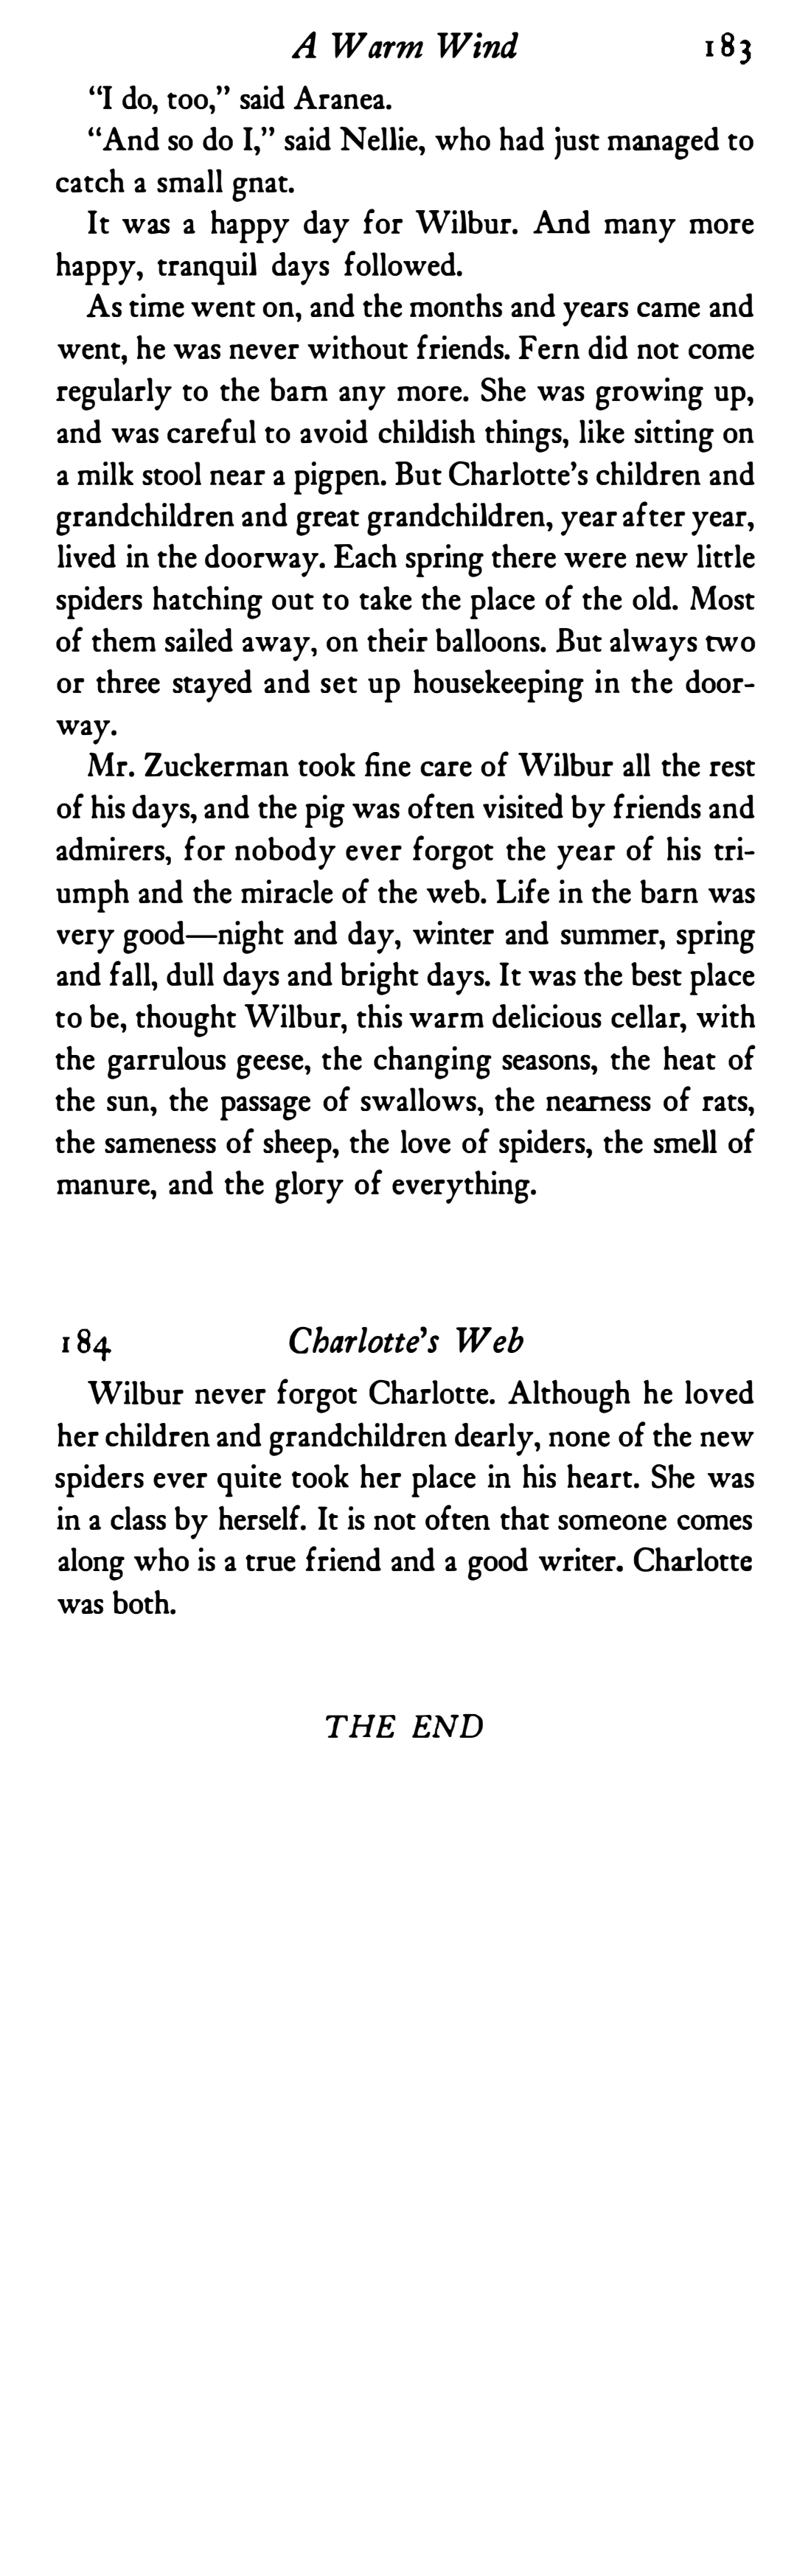 A Warm Wind 183
“I do, too,” said Aranea.
“And so do I,” said Nellie, who had just managed to
catch a small gnat.
It was a happy day for Wilbur. And many more
happy, tranquil days followed.
As time went on, and the months and years came and
went, he was never without friends. Fern did not come
regularly to the barn any more. She was growing up,
and was careful to avoid childish things, like sitting on
a milk stool near a pigpen. But Charlotte’s children and
grandchildren and great grandchildren, year after year,
lived in the doorway. Each spring there were new little
spiders hatching out to take the place of the old. Most
of them sailed away, on their balloons. But always two
or three stayed and set up housekeeping in the door-
way.
Mr. Zuckerman took fine care of Wilbur all the rest
of his days, and the pig was often visited by friends and
admirers, for nobody ever forgot the year of his tri-
umph and the miracle of the web. Life in the barn was
very good—night and day, winter and summer, spring
and fall, dull days and bright days. It was the best place
to be, thought Wilbur, this warm delicious cellar, with
the garrulous geese, the changing seasons, the heat of
the sun, the passage of swallows, the nearness of rats,
the sameness of sheep, the love of spiders, the smell of
manure, and the glory of everything.
184 Charlotte’s Web
Wilbur never forgot Charlotte. Although he loved
her children and grandchildren dearly, none of the new
spiders ever quite took her place in his heart. She was
in a class by herself. It is not often that someone comes
along who is a true friend and a good writer. Charlotte
was both.
THE END